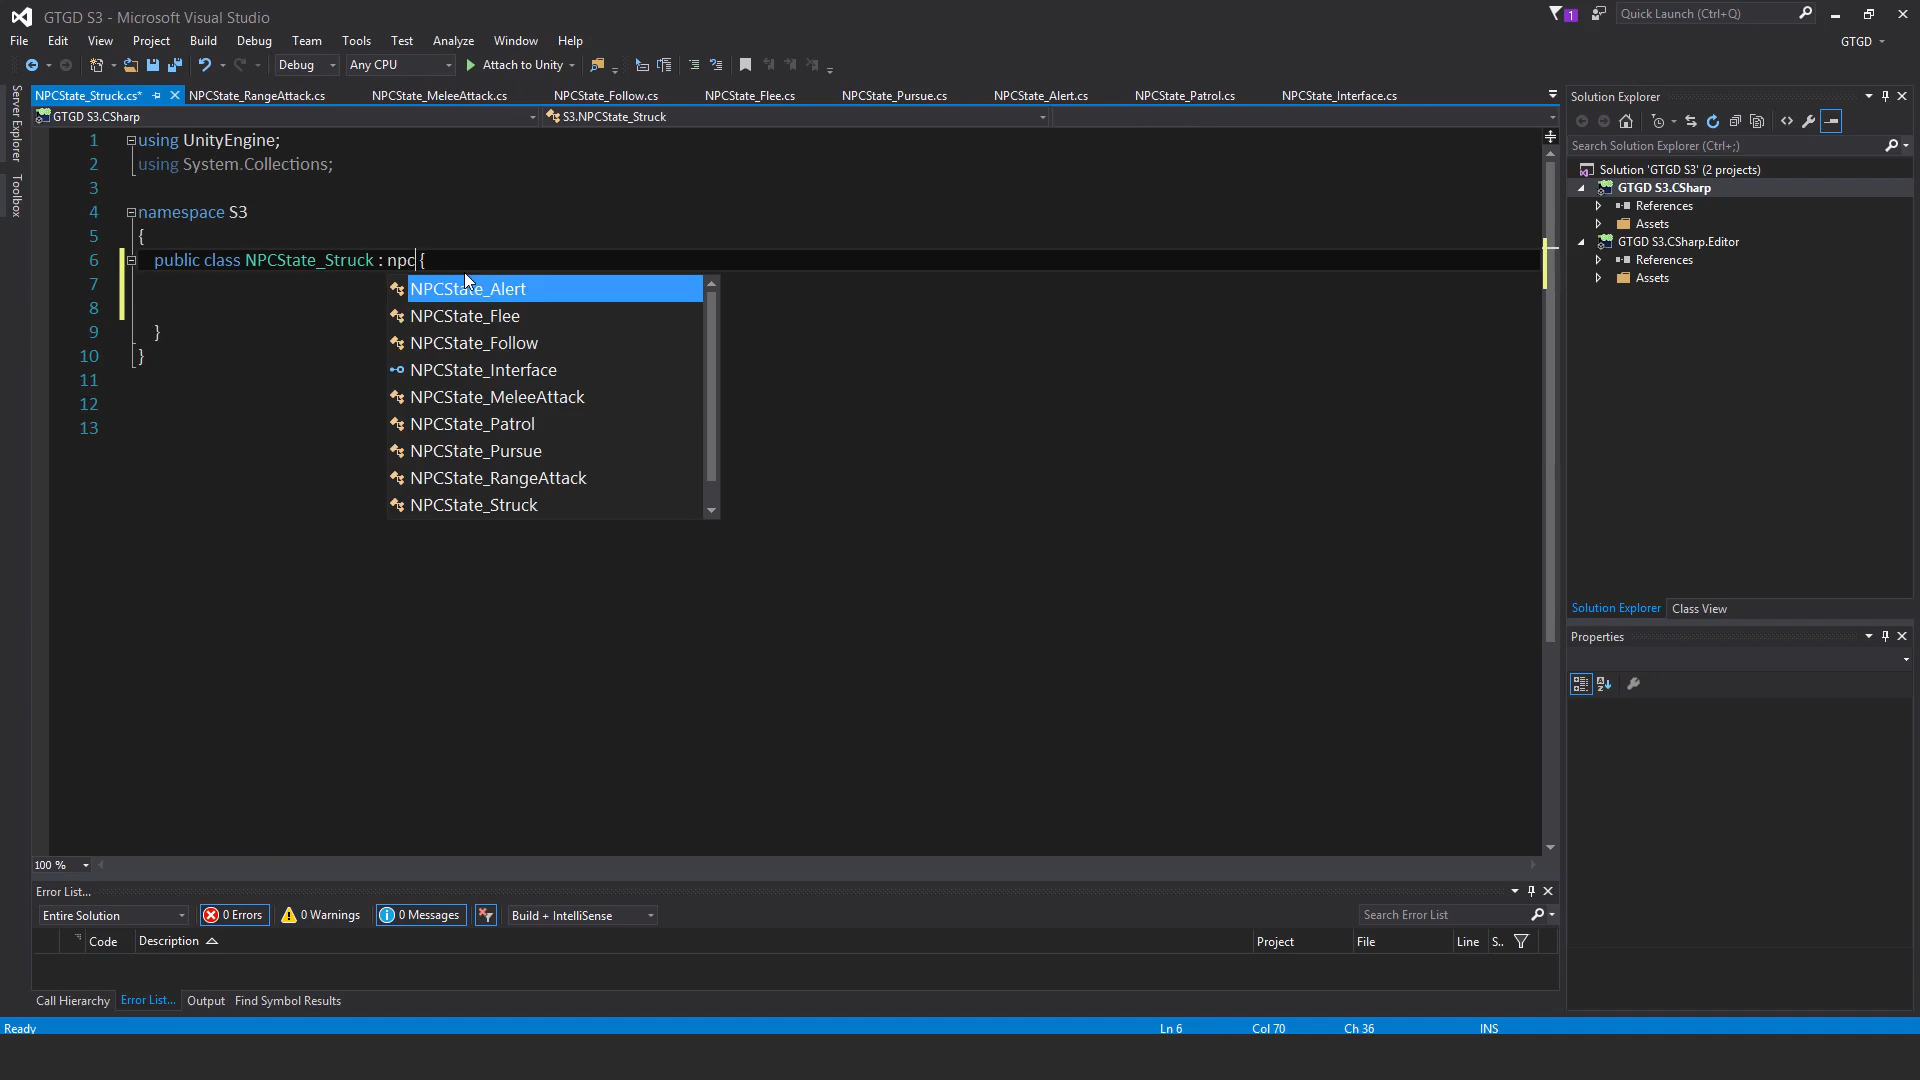 GTGD S3 - Microsoft Visual Studio
1
Quick Launch (Ctrl+Q)
File Edit View Project Build Debug Team Tools Test Analyze Window Help
GTGD
Debug Any CPU Attach to Unity
Server Explorer
Toolbox
NPCState_Struck.cs* NPCState_RangeAttack.cs NPCState_MeleeAttack.cs NPCState_Follow.cs NPCState_Flee.cs NPCState_Pursue.cs NPCState_Alert.cs NPCState_Patrol.cs NPCState_Interface.cs
GTGD S3.CSharp S3.NPCState_Struck
1 using UnityEngine;
2 using System.Collections;
3
4 namespace S3
5 {
6 public class NPCState_Struck : npc{
7
8
9 }
10 }
11
12
13
NPCState_Alert
NPCState_Flee
NPCState_Follow
NPCState_Interface
NPCState_MeleeAttack
NPCState_Patrol
NPCState_Pursue
NPCState_RangeAttack
NPCState_Struck
100 %
Solution Explorer
Search Solution Explorer (Ctrl+;)
Solution 'GTGD S3' (2 projects)
GTGD S3.CSharp
References
Assets
GTGD S3.CSharp.Editor
References
Assets
Solution Explorer Class View
Properties
Error List...
Entire Solution 0 Errors 0 Warnings 0 Messages Build + IntelliSense Search Error List
Code Description Project File Line S..
Call Hierarchy Error List... Output Find Symbol Results
Ready Ln 6 Col 70 Ch 36 INS